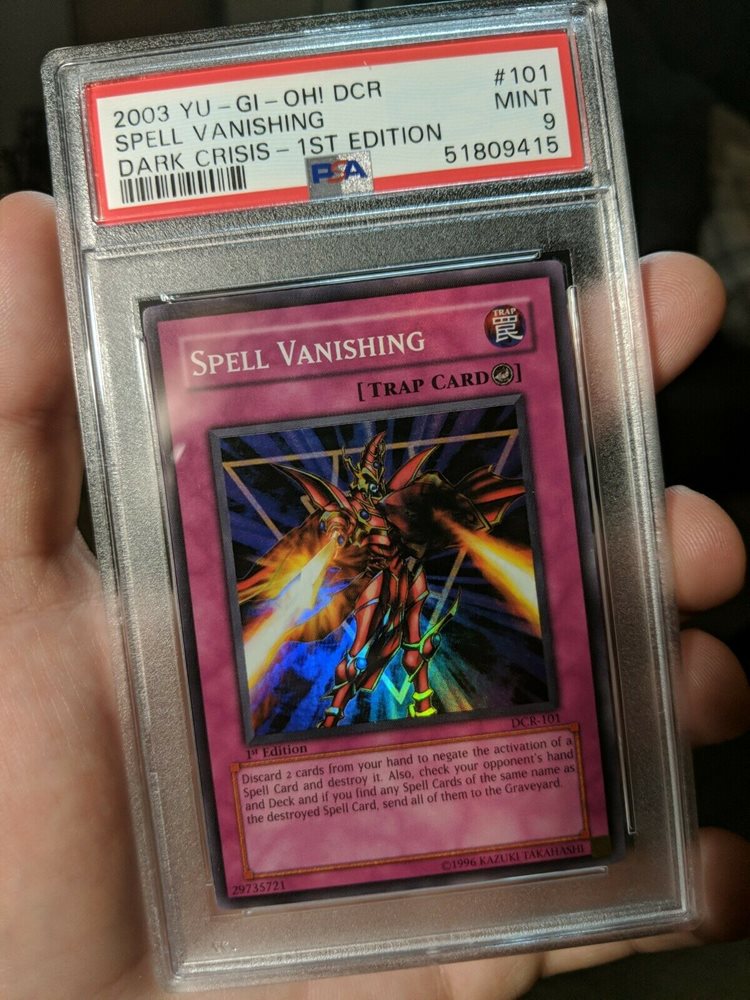 2003 YU-GI-OH! DCR #101
SPELL VANISHING MINT
DARK CRISIS-1ST EDITION 9
51809415
PSA
SPELL VANISHING
TRAP
罠
[TRAP CARD]
DCR-101
1st Edition
Discard 2 cards from your hand to negate the activation of a
Spell Card and destroy it. Also, check your opponent's hand
and Deck and if you find any Spell Cards of the same name as
the destroyed Spell Card, send all of them to the Graveyard.
©1996 KAZUKI TAKAHASHI
29735721